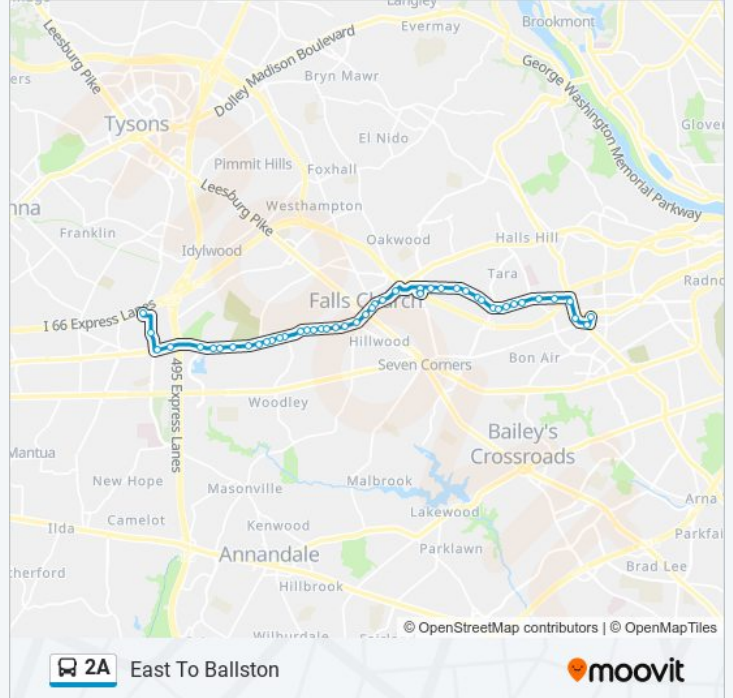 Langley
Brookmont
Evermay
Leesburg Pike
Dolley Madison Boulevard
ers
Bryn Mawr
George Washington Memorial Parkway
Tysons
Glover
El Nido
Pimmit Hills
Foxhall
Leesburg Pike
Westhampton
nna
Franklin
Oakwood
Halls Hill
Idylwood
Tara
Radno
I 66 Express Lanes
Falls Church
Hillwood
Bon Air
Seven Corners
495 Express Lanes
Woodley
Bailey's
Crossroads
Mantua
New Hope
Masonville
Malbrook
Arna
Camelot
Lakewood
Ilda
Kenwood
Parkfai
Annandale
Parklawn
Brad Lee
herford
Hillbrook
Wilburdale
© OpenStreetMap contributors | © OpenMapTiles
2A East To Ballston
moovit